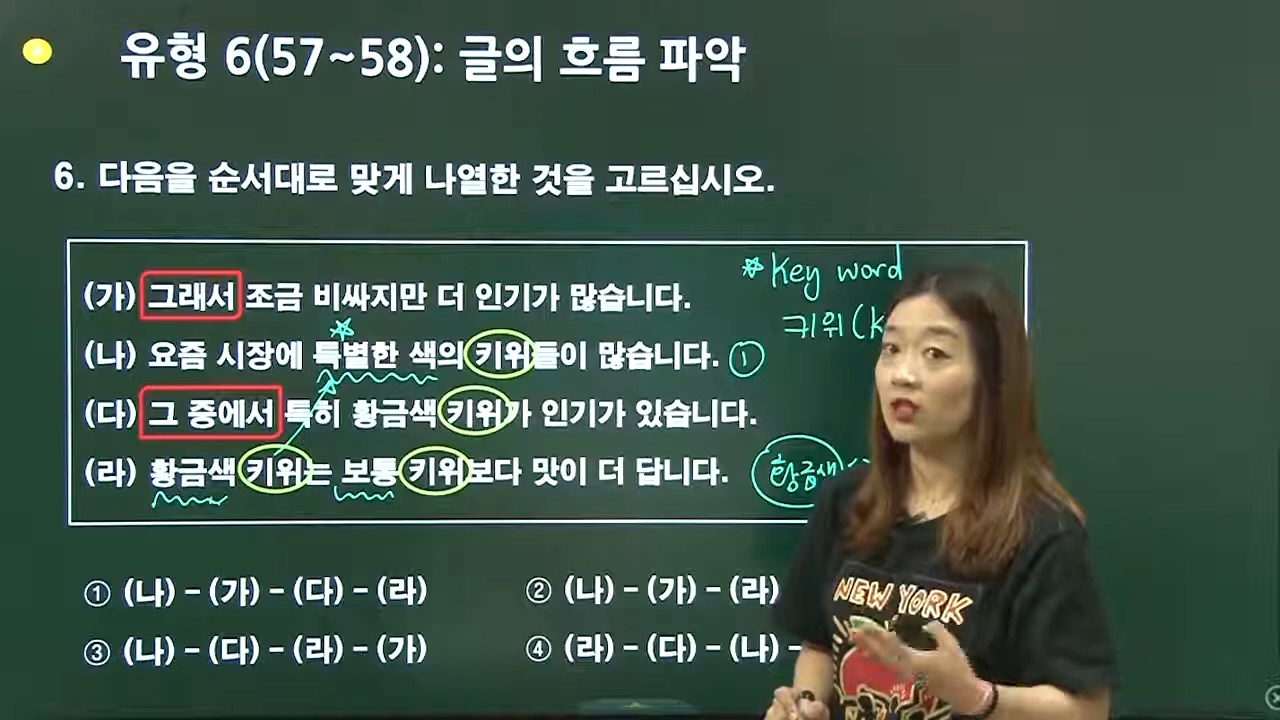 유형 6(57~58): 글의 흐름 파악
6. 다음을 순서대로 맞게 나열한 것을 고르십시오.
(가) 그래서 조금 비싸지만 더 인기가 많습니다.
(나) 요즘 시장에 특별한 색의 키위들이 많습니다. ①
(다) 그 중에서 특히 황금색 키위가 인기가 있습니다.
(라) 황금색 키위는 보통 키위보다 맛이 더 답니다.
* Key word
키위(k
황금색
① (나) – (가) – (다) – (라)
② (나) – (가) – (라)
③ (나) – (다) – (라) – (가)
④ (라) – (다) – (나) –
NEW YORK